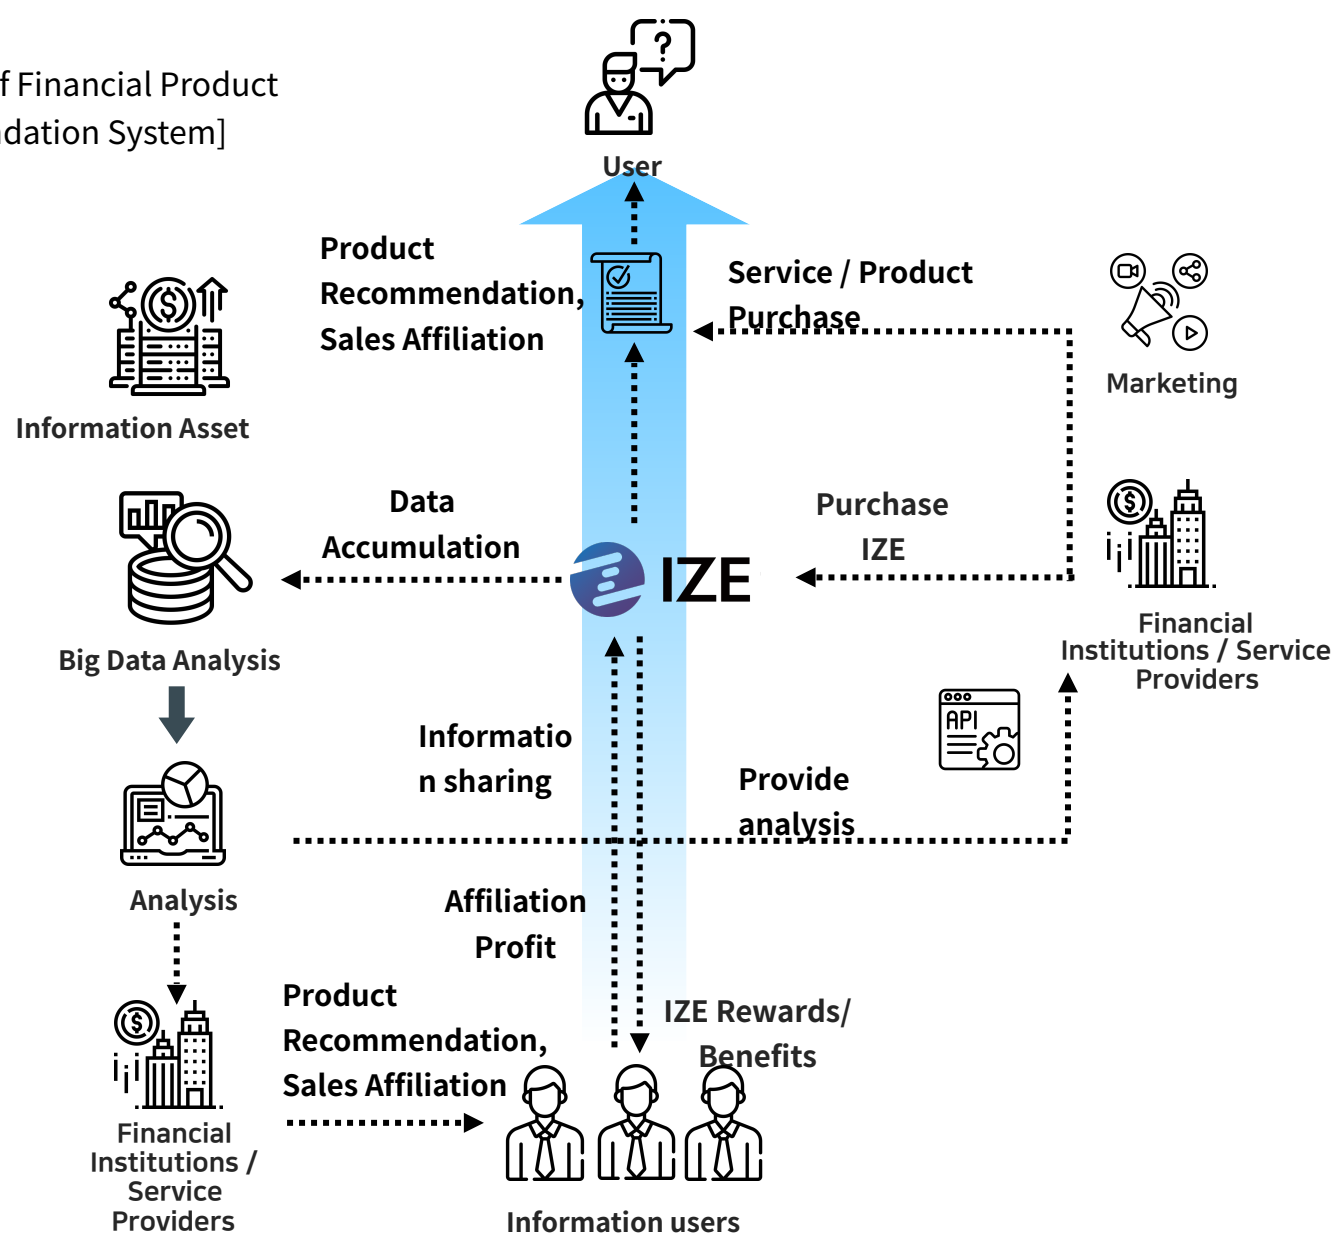 f Financial Product
dation System]
?
User
Product
Recommendation,
Sales Affiliation
Service / Product
Purchase
$
Information Asset
Marketing
Data
Accumulation
Purchase
IZE
IZE
$
Big Data Analysis
Financial
Institutions / Service
Providers
API
Informatio
n sharing
Provide
analysis
Analysis
Affiliation
Profit
$
Product
Recommendation,
Sales Affiliation
IZE Rewards/
Benefits
Financial
Institutions /
Service
Providers
Information users